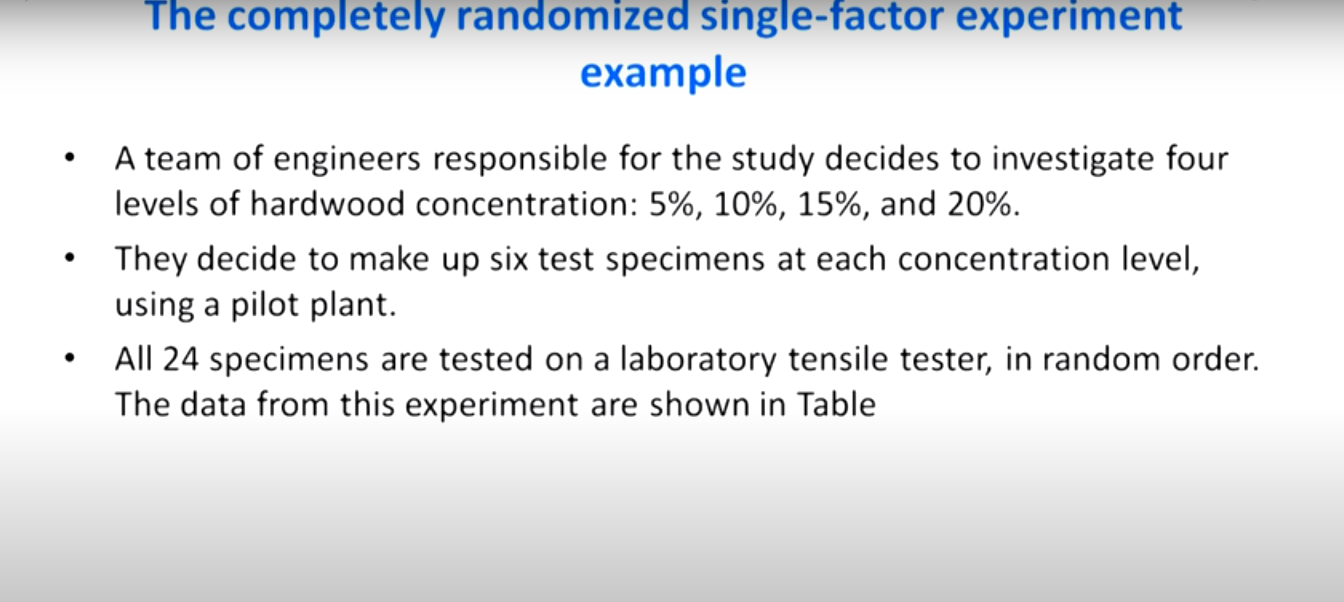 The completely randomized single-factor experiment
example
• A team of engineers responsible for the study decides to investigate four
levels of hardwood concentration: 5%, 10%, 15%, and 20%.
• They decide to make up six test specimens at each concentration level,
using a pilot plant.
• All 24 specimens are tested on a laboratory tensile tester, in random order.
The data from this experiment are shown in Table